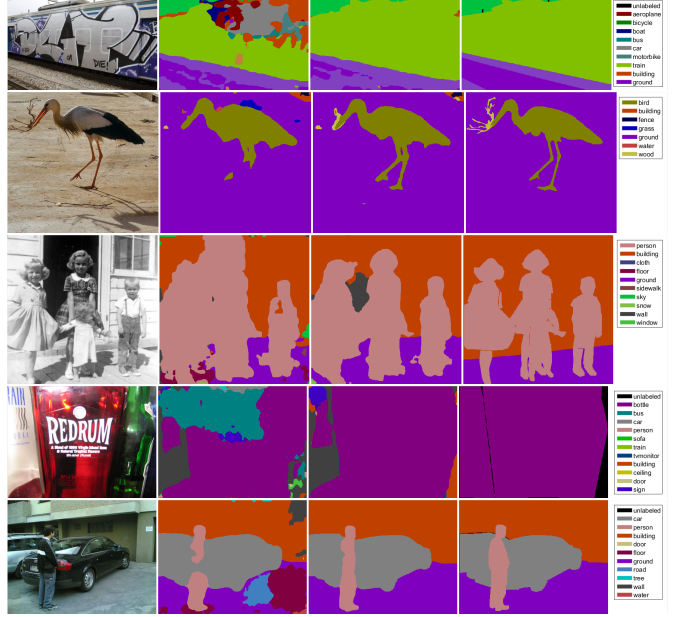 unlabeled
aeroplane
bicycle
boat
bus
car
motorbike
train
building
ground
DIE!
bird
building
fence
grass
ground
water
wood
person
building
cloth
floor
ground
sidewalk
sky
snow
wall
window
REDRUM
unlabeled
bottle
bus
car
person
sofa
train
tvmonitor
building
ceiling
door
sign
unlabeled
car
person
building
door
floor
ground
road
tree
wall
water